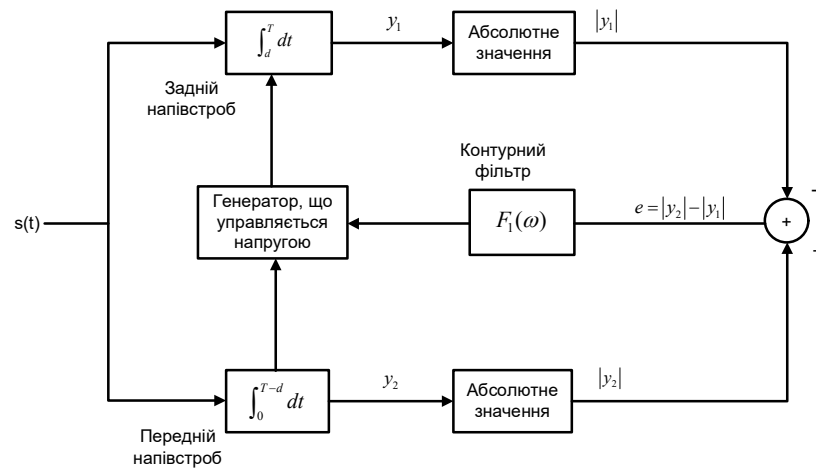 ∫_d^T dt
y₁
Абсолютне
значення
|y₁|
Задній
напівстроб
Контурний
фільтр
s(t)
Генератор, що
управляється
напругою
F₁(ω)
e = |y₂| − |y₁|
+
∫_0^{T−d} dt
y₂
Абсолютне
значення
|y₂|
Передній
напівстроб